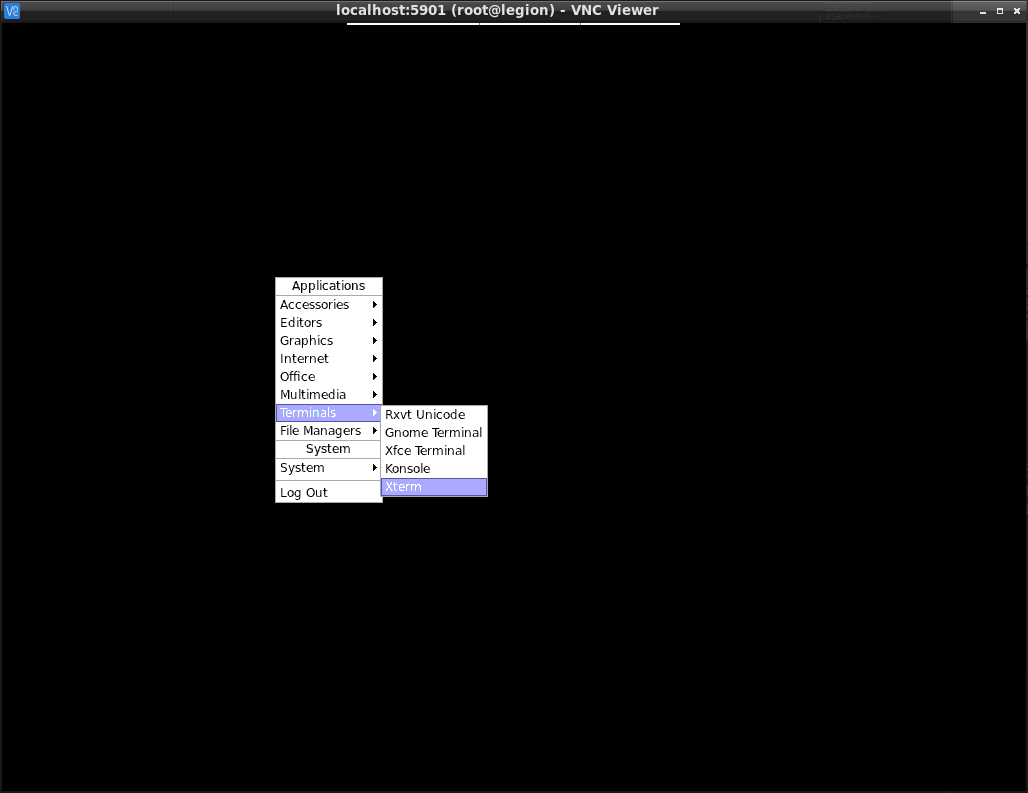 localhost:5901 (root@legion) - VNC Viewer
Applications
Accessories
Editors
Graphics
Internet
Office
Multimedia
Terminals
File Managers
System
System
Log Out
Rxvt Unicode
Gnome Terminal
Xfce Terminal
Konsole
Xterm